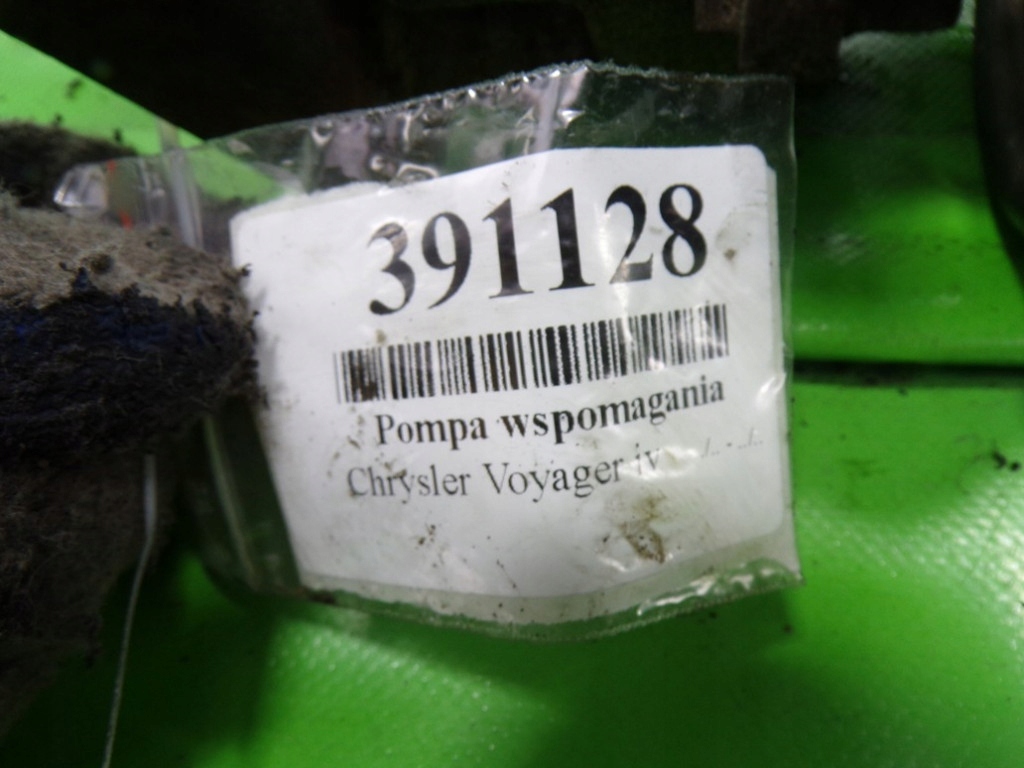 391128
Pompa wspomagania
Chrysler Voyager iv